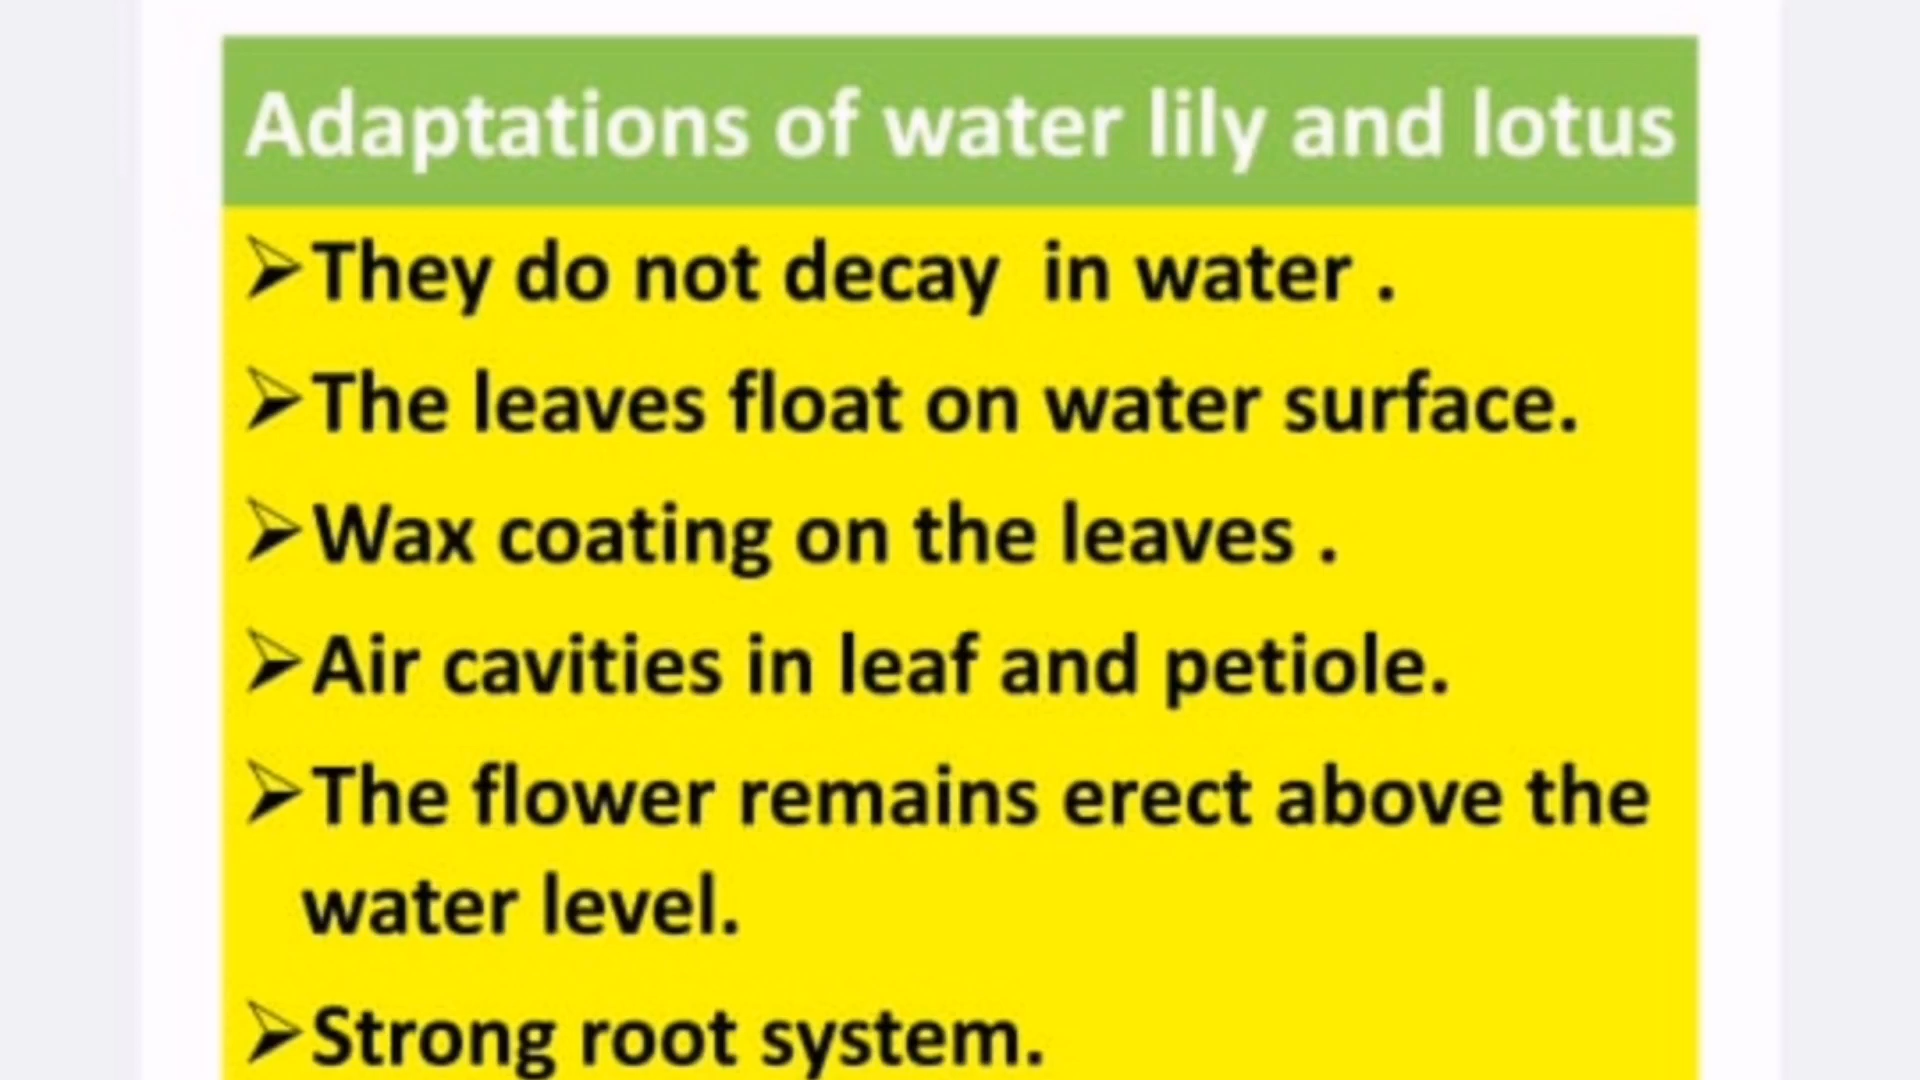 Adaptations of water lily and lotus
➢They do not decay  in water .
➢The leaves float on water surface.
➢Wax coating on the leaves .
➢Air cavities in leaf and petiole.
➢The flower remains erect above the
water level.
➢Strong root system.